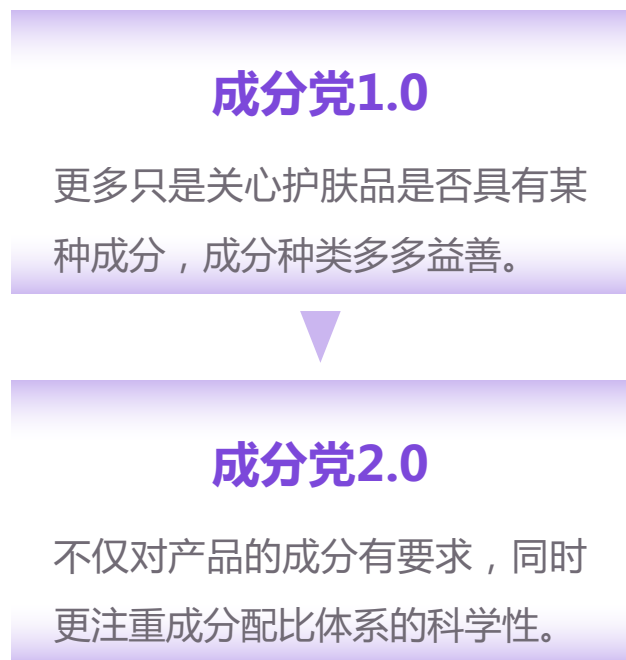 成分党1.0
更多只是关心护肤品是否具有某
种成分，成分种类多多益善。
成分党2.0
不仅对产品的成分有要求，同时
更注重成分配比体系的科学性。